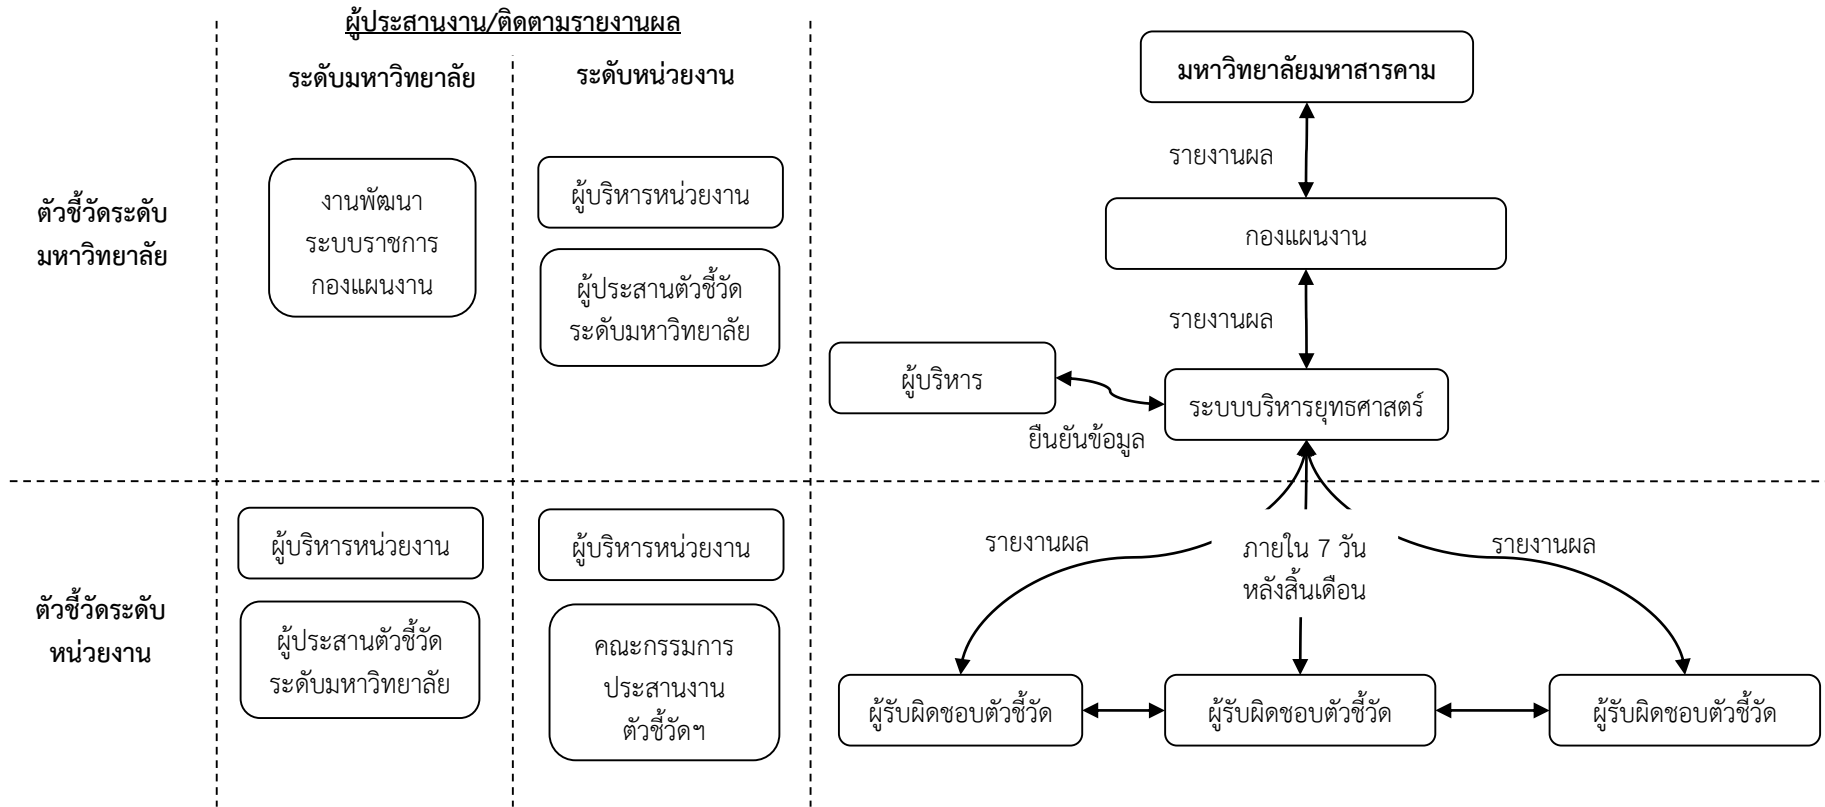 ผู้ประสานงาน/ติดตามรายงานผล
ระดับมหาวิทยาลัย
ระดับหน่วยงาน
ตัวชี้วัดระดับ
มหาวิทยาลัย
งานพัฒนา
ระบบราชการ
กองแผนงาน
ผู้บริหารหน่วยงาน
ผู้ประสานตัวชี้วัด
ระดับมหาวิทยาลัย
มหาวิทยาลัยมหาสารคาม
รายงานผล
กองแผนงาน
รายงานผล
ผู้บริหาร
ระบบบริหารยุทธศาสตร์
ยืนยันข้อมูล
ตัวชี้วัดระดับ
หน่วยงาน
ผู้บริหารหน่วยงาน
ผู้ประสานตัวชี้วัด
ระดับมหาวิทยาลัย
ผู้บริหารหน่วยงาน
คณะกรรมการ
ประสานงาน
ตัวชี้วัดฯ
รายงานผล
ภายใน 7 วัน
หลังสิ้นเดือน
รายงานผล
ผู้รับผิดชอบตัวชี้วัด
ผู้รับผิดชอบตัวชี้วัด
ผู้รับผิดชอบตัวชี้วัด